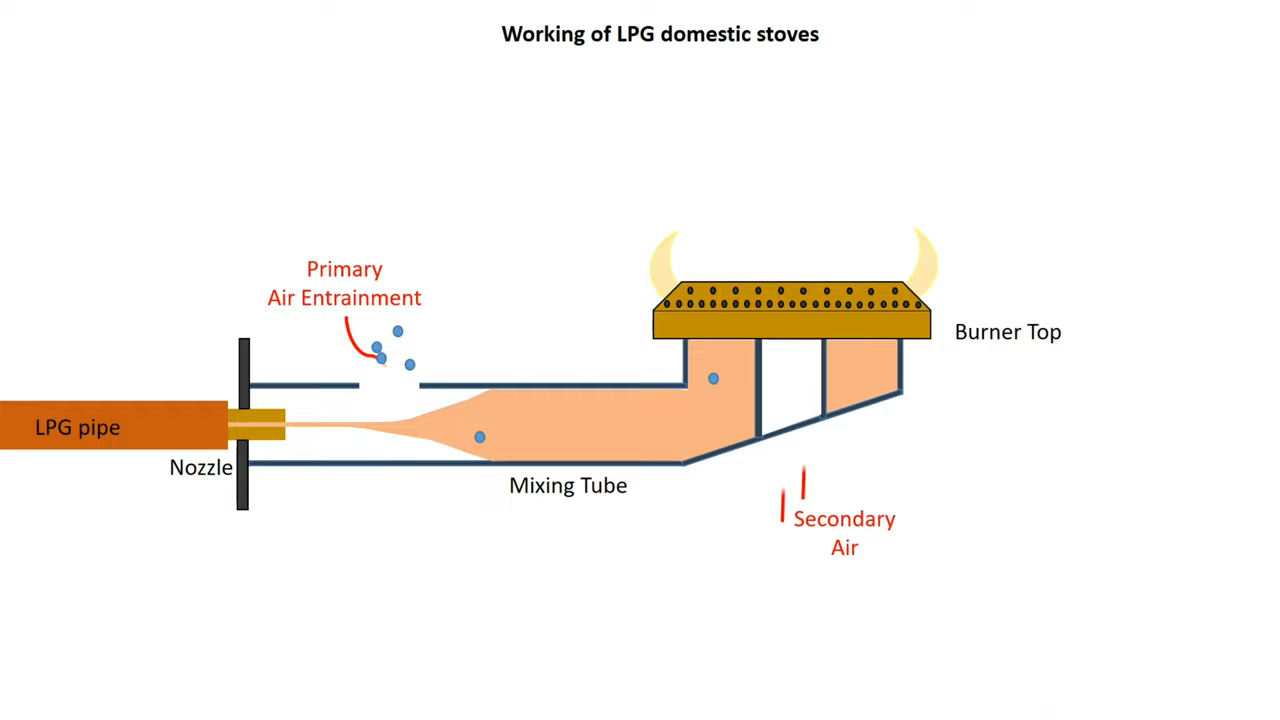 Working of LPG domestic stoves
Primary
Air Entrainment
Burner Top
LPG pipe
Nozzle
Mixing Tube
Secondary
Air